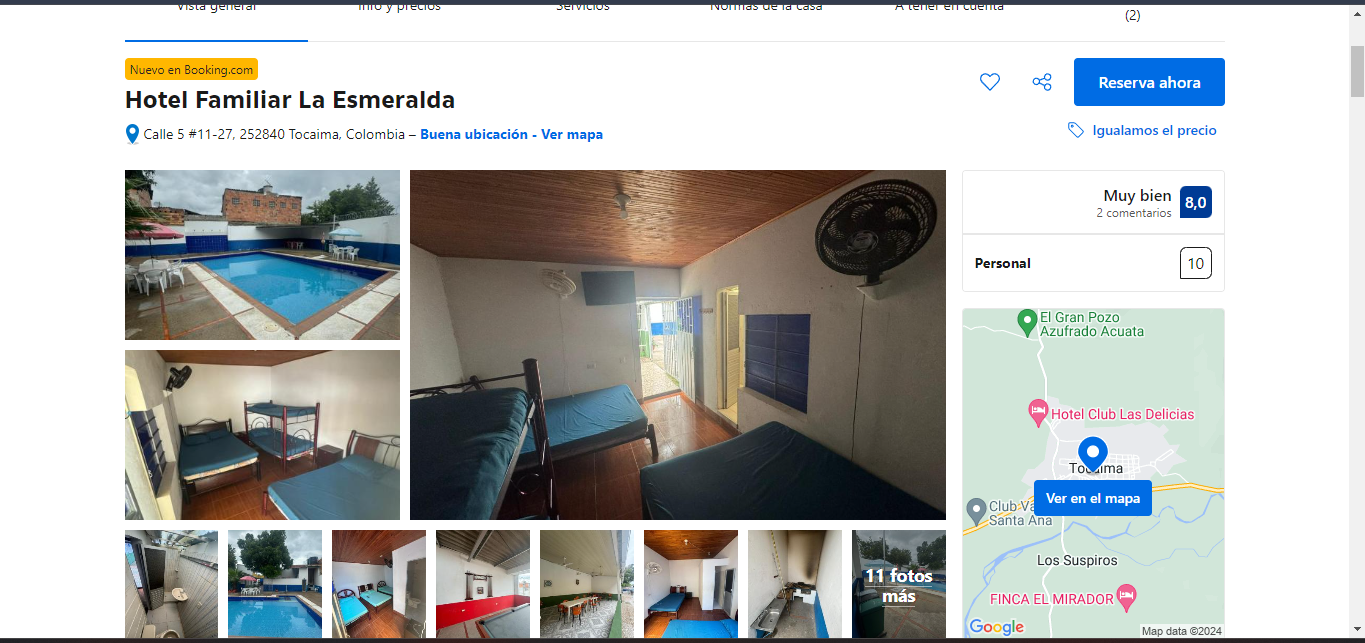 Vista general
Info y precios
Servicios
Normas de la casa
A tener en cuenta
(2)
Nuevo en Booking.com
Hotel Familiar La Esmeralda
Reserva ahora
Calle 5 #11-27, 252840 Tocaima, Colombia – Buena ubicación - Ver mapa
Igualamos el precio
Muy bien
2 comentarios
8,0
Personal
10
El Gran Pozo
Azufrado Acuata
Hotel Club Las Delicias
Tocaima
Ver en el mapa
Santa Ana
Los Suspiros
FINCA EL MIRADOR
Google
Map data ©2024
11 fotos
más